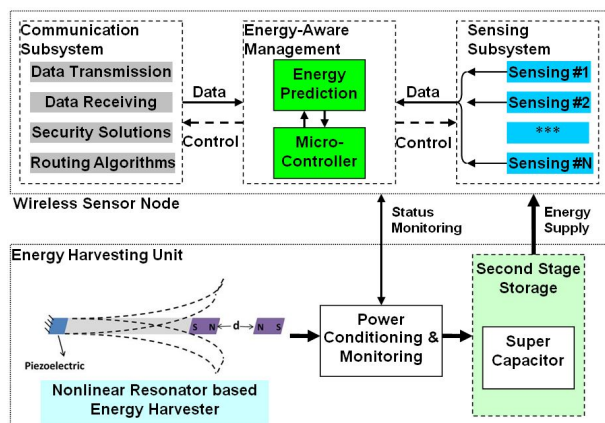 Communication
Subsystem
Data Transmission
Data Receiving
Security Solutions
Routing Algorithms
Data
Control
Energy-Aware
Management
Energy
Prediction
Micro-
Controller
Data
Control
Sensing
Subsystem
Sensing #1
Sensing #2
***
Sensing #N
Wireless Sensor Node
Status
Monitoring
Energy
Supply
Energy Harvesting Unit
S N
d
N S
Piezoelectric
Nonlinear Resonator based
Energy Harvester
Power
Conditioning &
Monitoring
Second Stage
Storage
Super
Capacitor